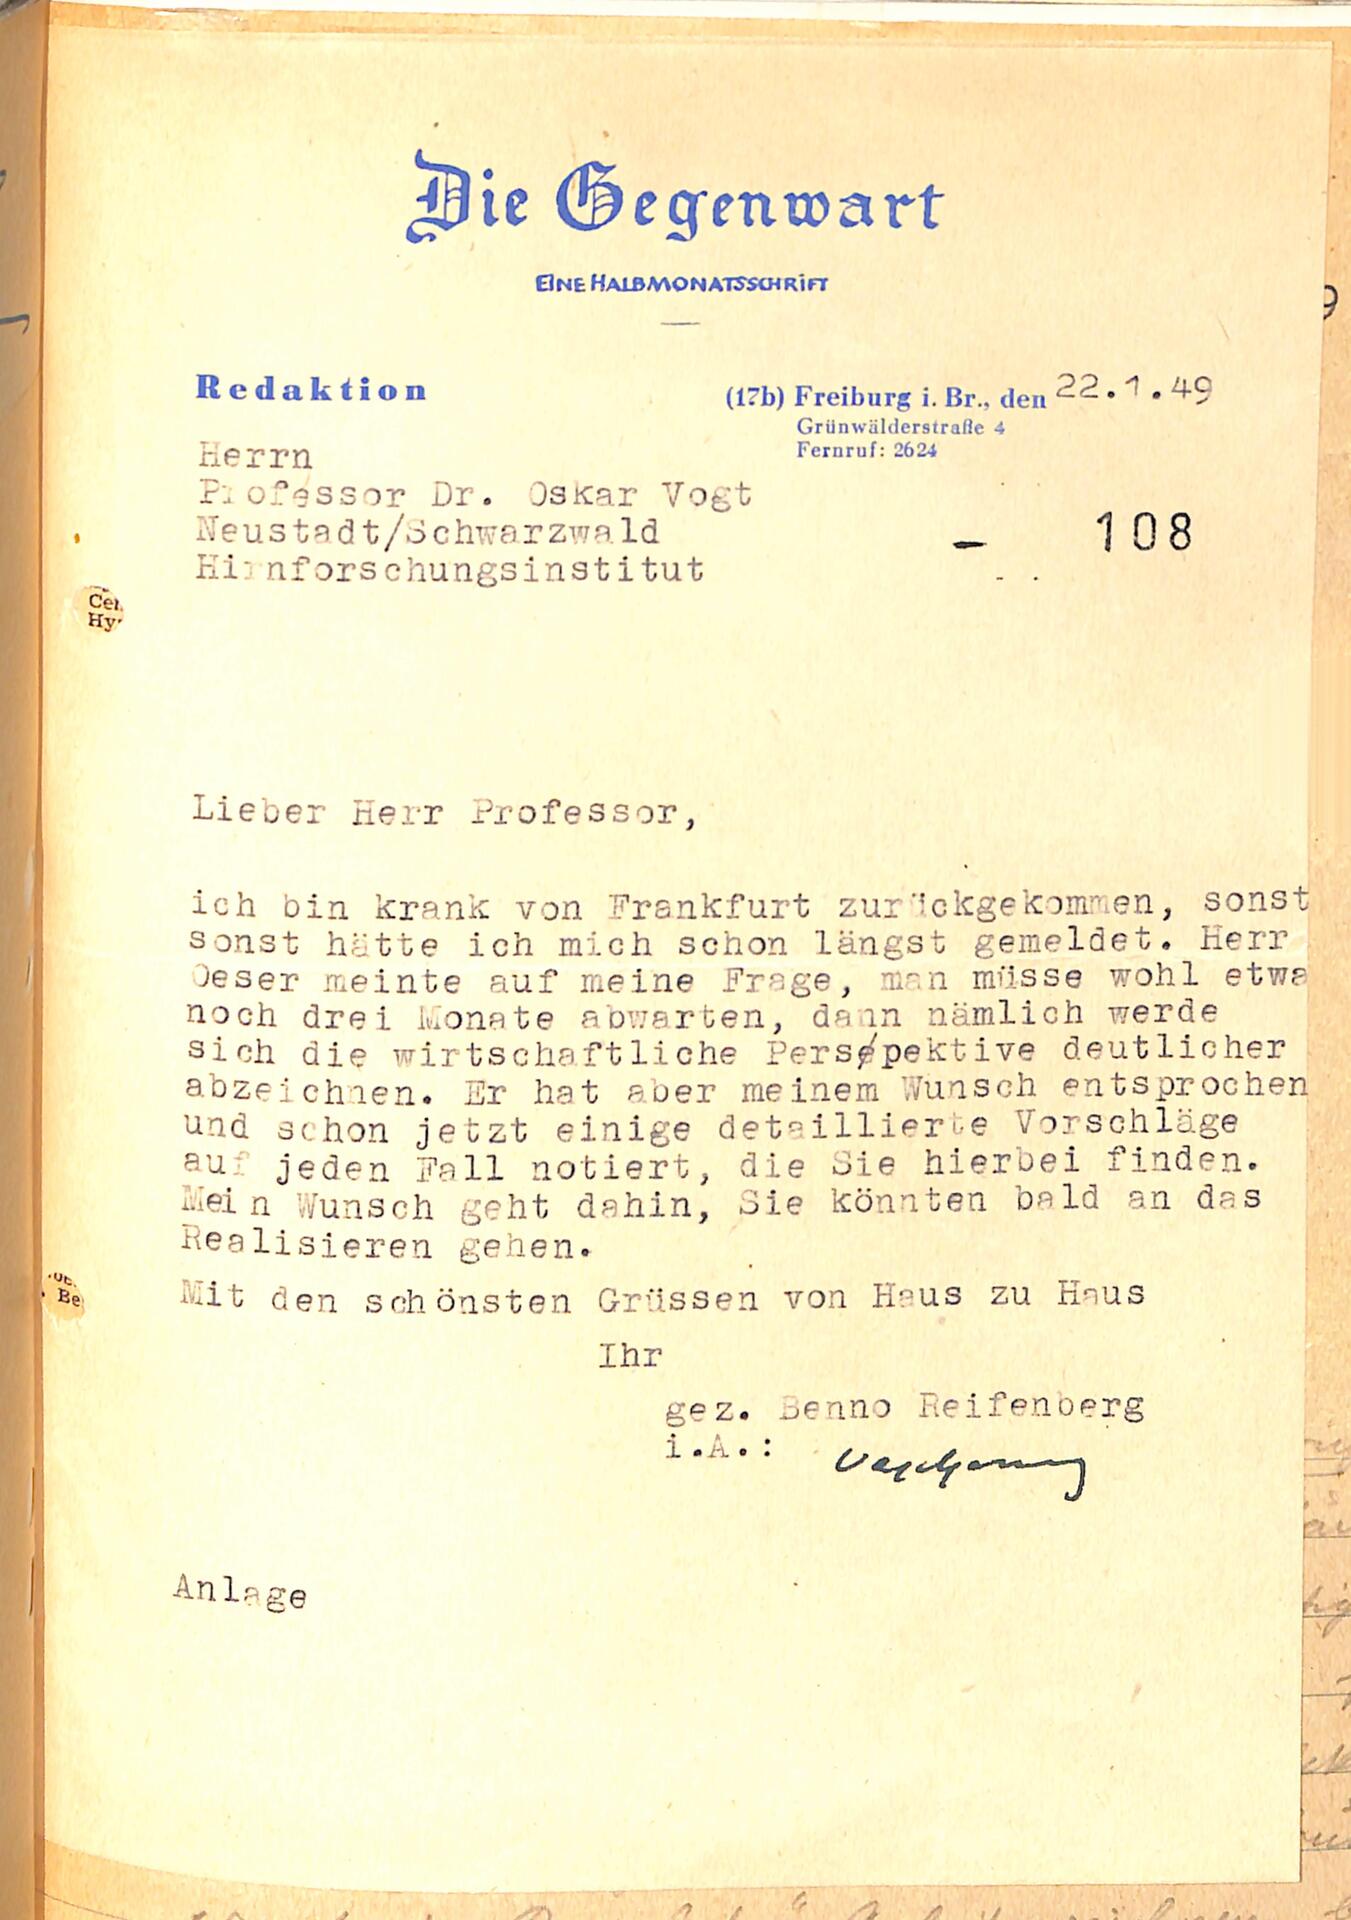 Die Gegenwart
EINE HALBMONATSSCHRIFT
Redaktion
(17b) Freiburg i. Br., den 22.1.49
Grünwälderstraße 4
Fernruf: 2624
Herrn
Professor Dr. Oskar Vogt
Neustadt/Schwarzwald
Hirnforschungsinstitut
- 108
Lieber Herr Professor,
ich bin krank von Frankfurt zurückgekommen, sonst
sonst hätte ich mich schon längst gemeldet. Herr
Oeser meinte auf meine Frage, man müsse wohl etwa
noch drei Monate abwarten, dann nämlich werde
sich die wirtschaftliche Perspektive deutlicher
abzeichnen. Er hat aber meinem Wunsch entsprochen
und schon jetzt einige detaillierte Vorschläge
auf jeden Fall notiert, die Sie hierbei finden.
Mein Wunsch geht dahin, Sie könnten bald an das
Realisieren gehen.
Mit den schönsten Grüssen von Haus zu Haus
Ihr
gez. Benno Reifenberg
i.A.:
Anlage